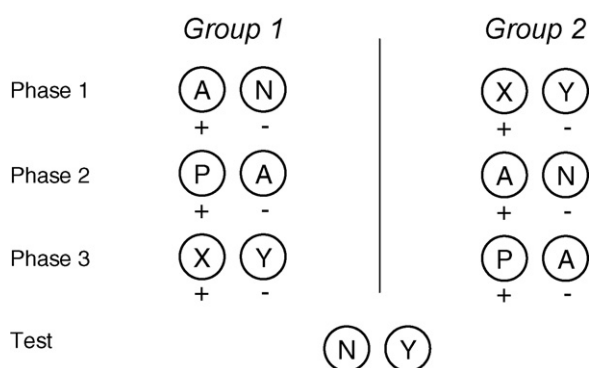 Group 1 Group 2
Phase 1 A N X Y
+ - + -
Phase 2 P A A N
+ - + -
Phase 3 X Y P A
+ - + -
Test N Y